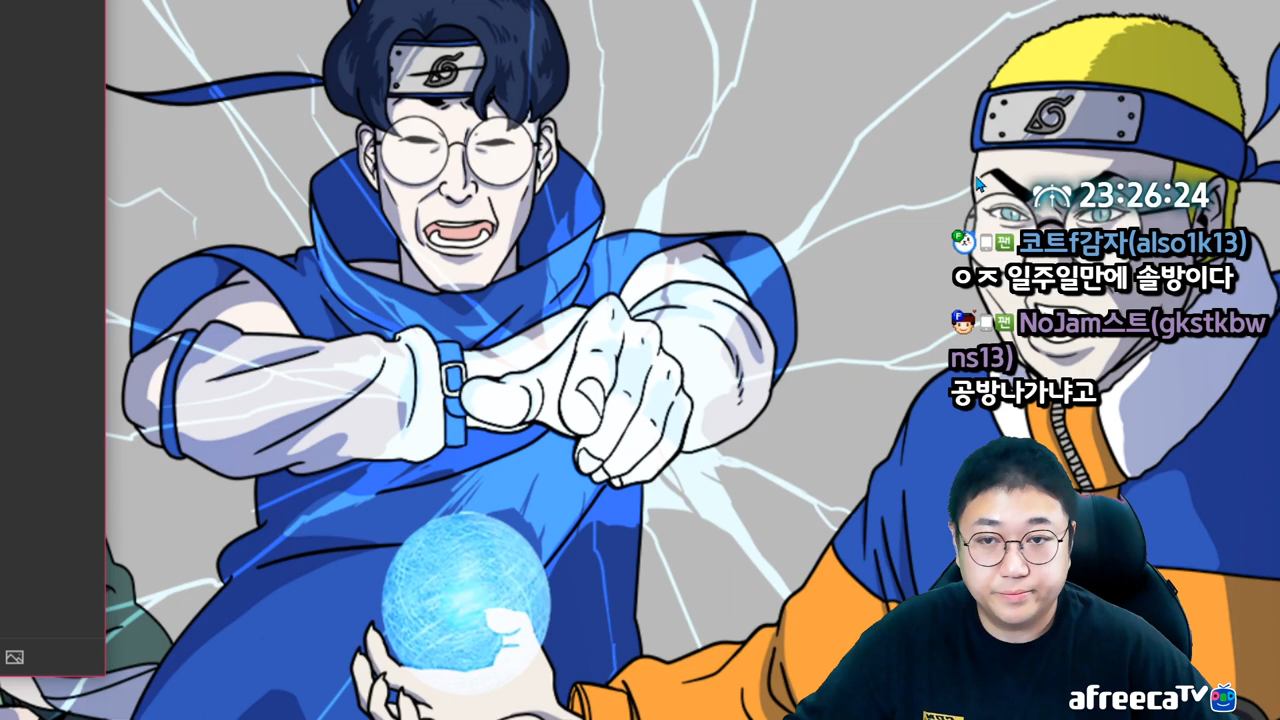 23:26:24
코트f감자(also1k13)
ㅇㅈ 일주일만에 솔방이다
NoJam스트(gkstkbw
ns13)
공방나가냐고
afreecaTV